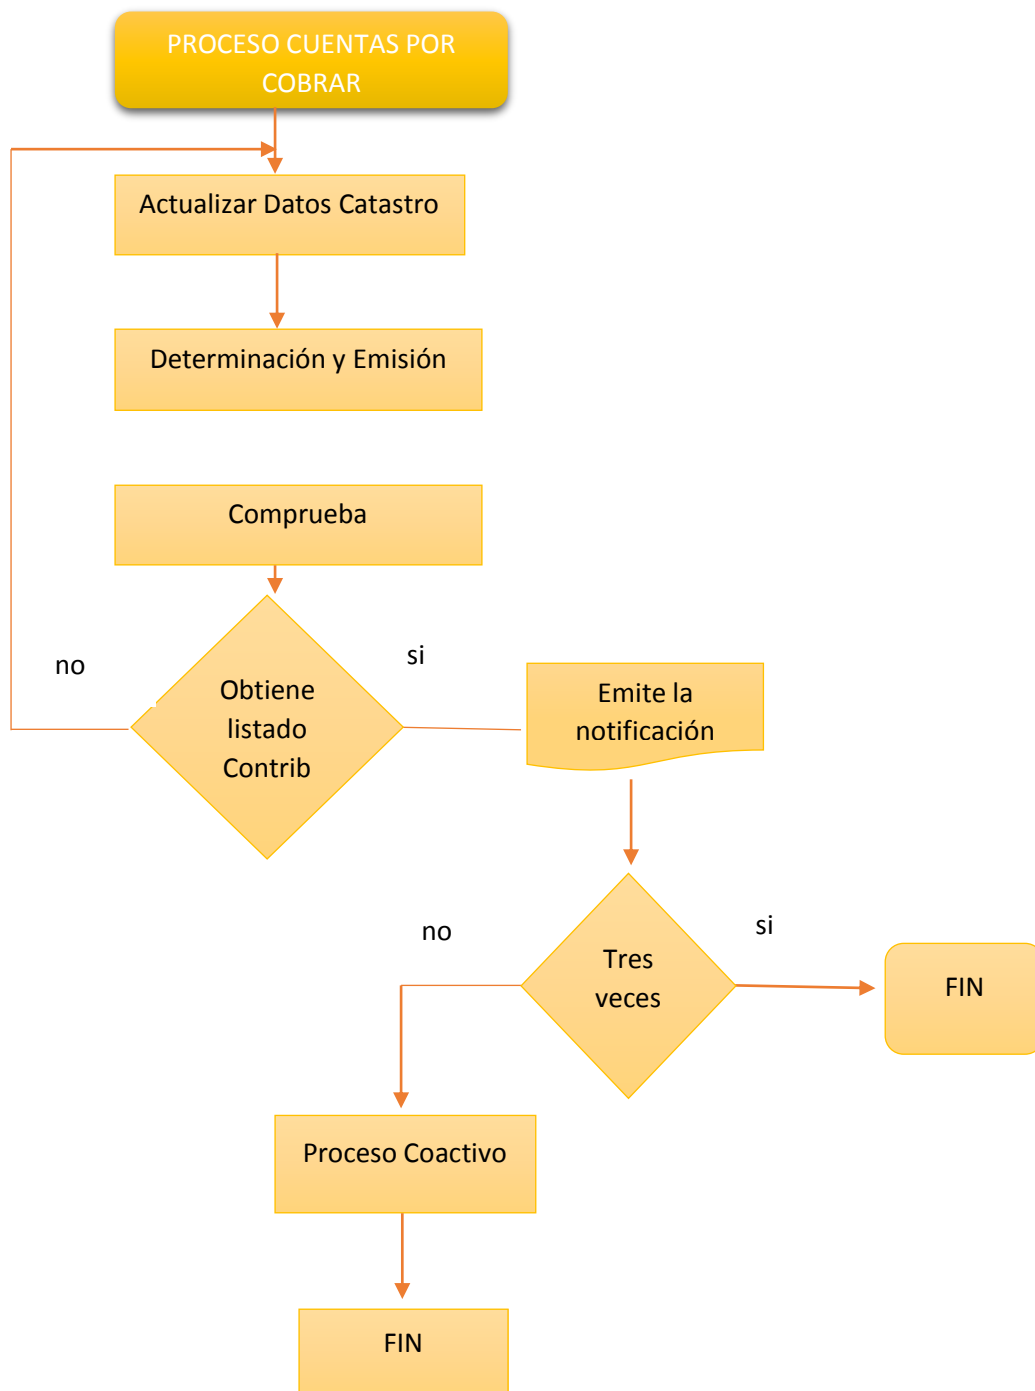 PROCESO CUENTAS POR
COBRAR
Actualizar Datos Catastro
Determinación y Emisión
Comprueba
no
si
Obtiene
listado
Contrib
Emite la
notificación
no
si
Tres
veces
FIN
Proceso Coactivo
FIN